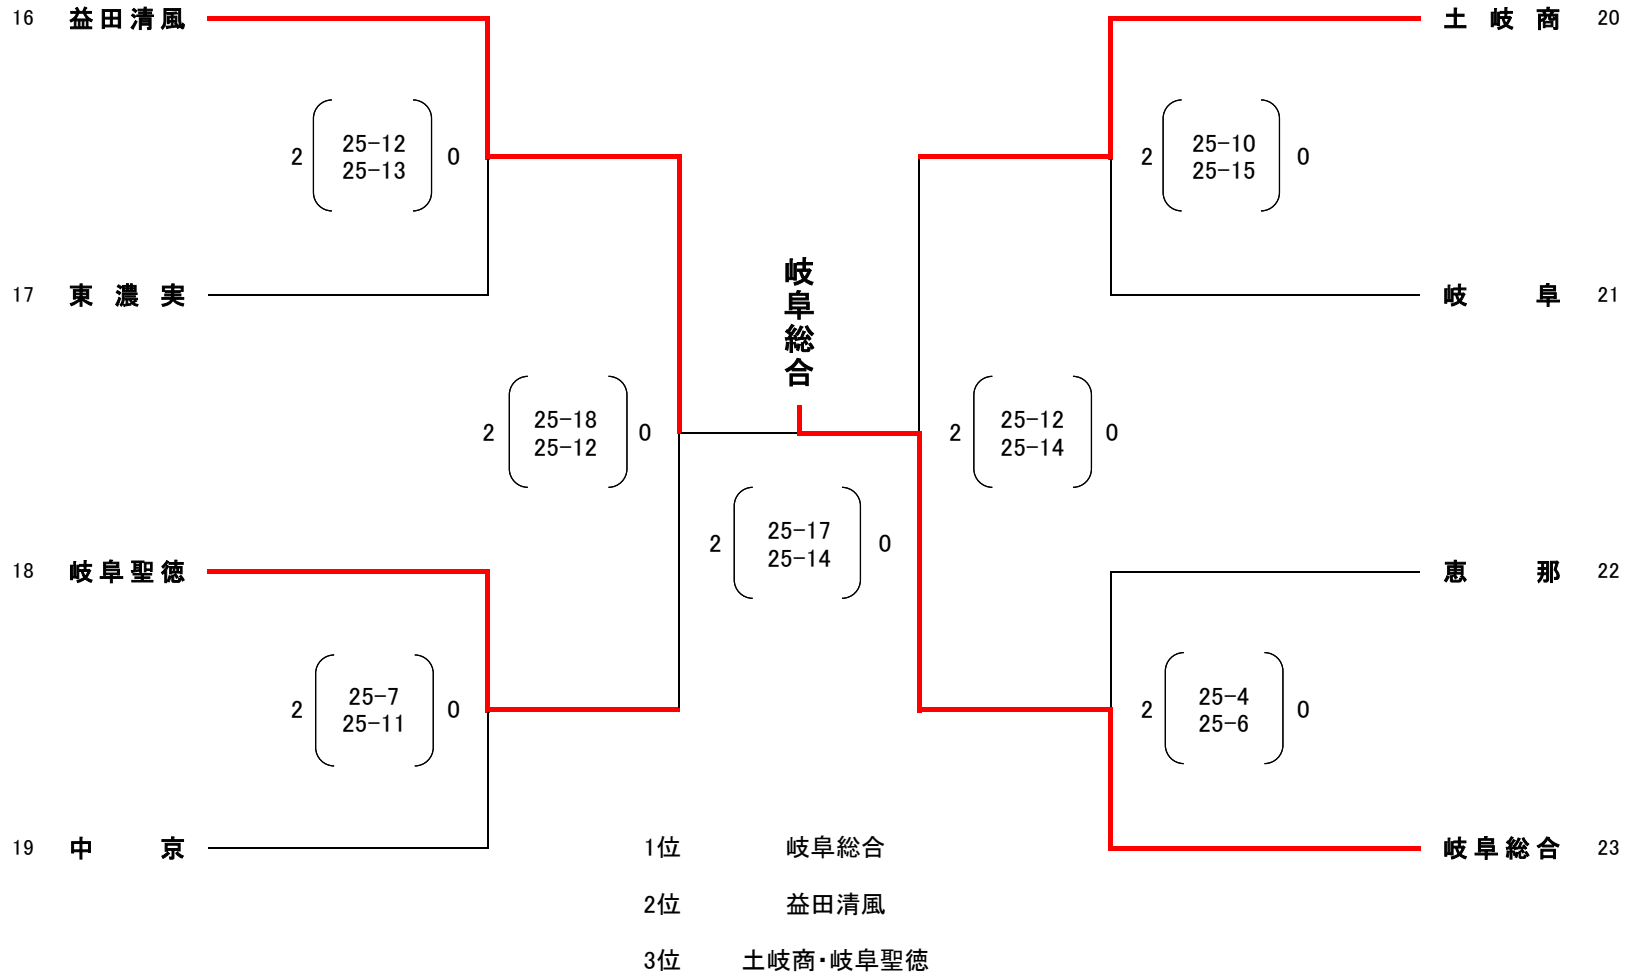 16 益田清風
土岐商 20
2 25-12 0
25-13
2 25-10 0
25-15
17 東濃実
岐阜総合
岐阜 21
2 25-18 0
25-12
2 25-12 0
25-14
2 25-17 0
25-14
18 岐阜聖徳
恵那 22
2 25-7 0
25-11
2 25-4 0
25-6
19 中京
岐阜総合 23
1位 岐阜総合
2位 益田清風
3位 土岐商・岐阜聖徳